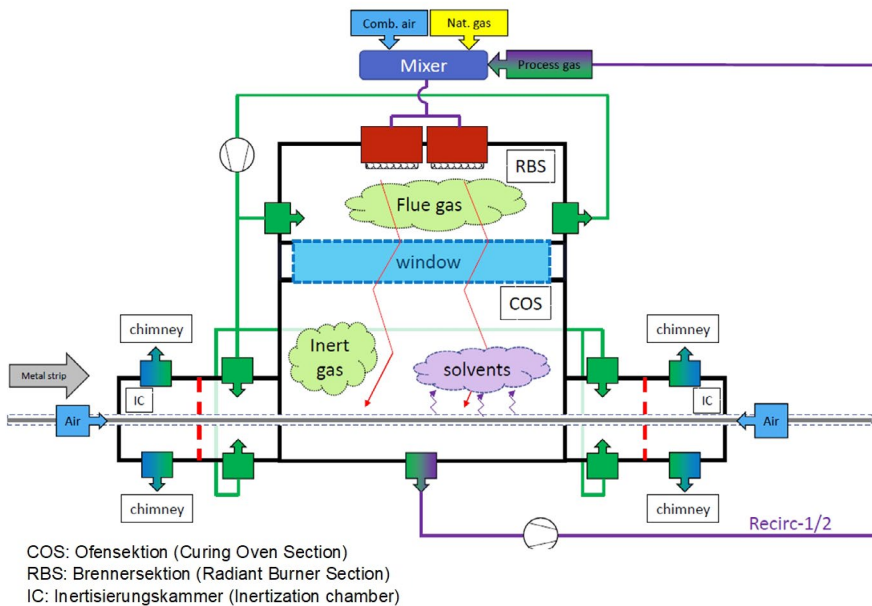 Comb. air
Nat. gas
Mixer
Process gas
RBS
Flue gas
window
COS
chimney
chimney
Inert
gas
solvents
Metal strip
IC
IC
Air
Air
chimney
chimney
Recirc-1/2
COS: Ofensektion (Curing Oven Section)
RBS: Brennersektion (Radiant Burner Section)
IC: Inertisierungskammer (Inertization chamber)